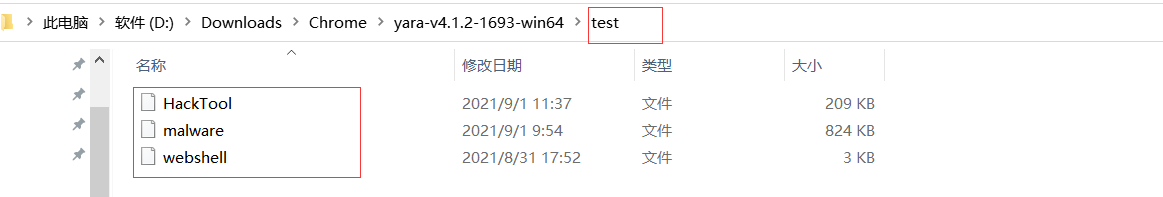 此电脑 > 软件 (D:) > Downloads > Chrome > yara-v4.1.2-1693-win64 > test
名称 修改日期 类型 大小
HackTool 2021/9/1 11:37 文件 209 KB
malware 2021/9/1 9:54 文件 824 KB
webshell 2021/8/31 17:52 文件 3 KB